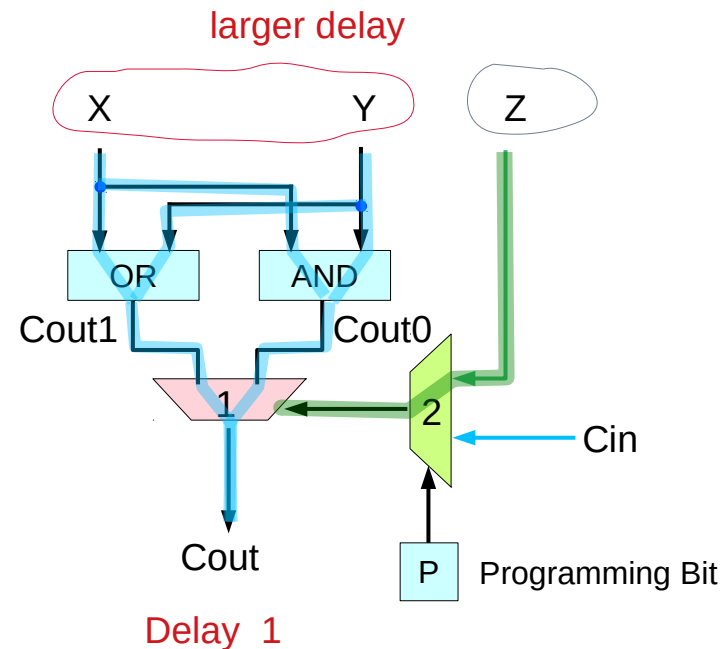 larger delay
X Y Z
OR AND
Cout1 Cout0
1 2
Cin
Cout
P Programming Bit
Delay 1